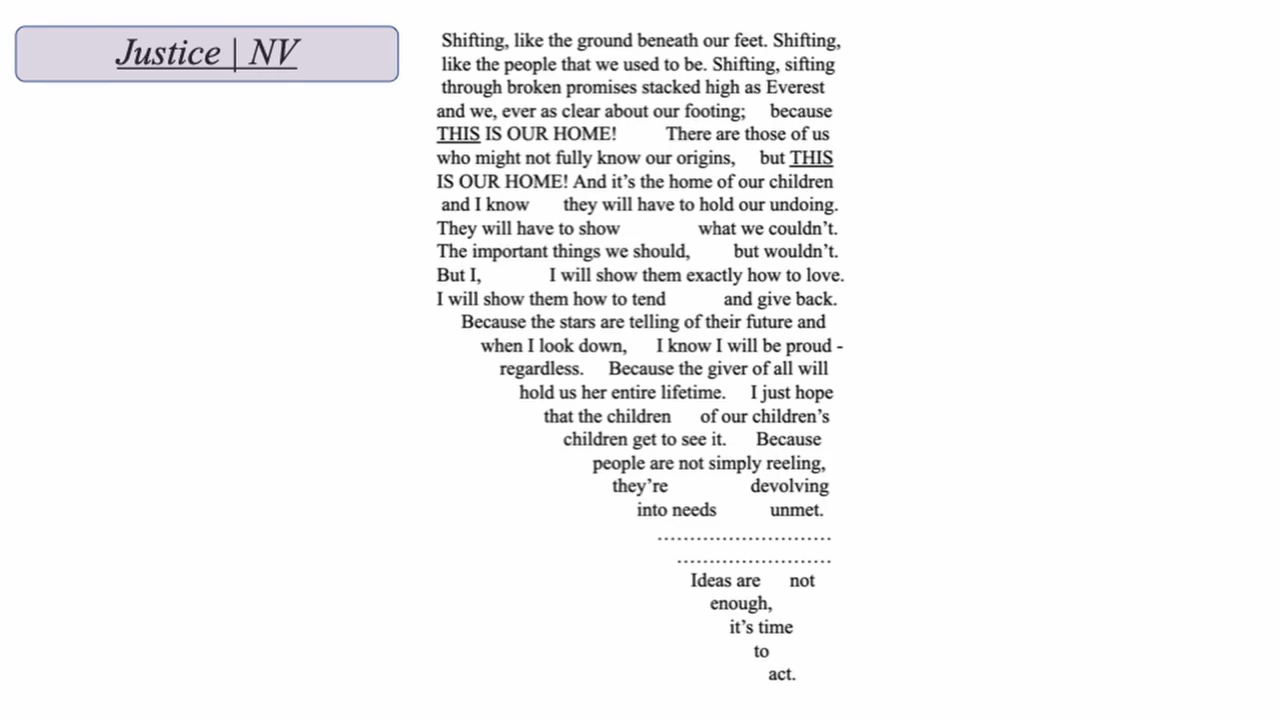 Justice | NV
Shifting, like the ground beneath our feet. Shifting,
like the people that we used to be. Shifting, sifting
through broken promises stacked high as Everest
and we, ever as clear about our footing; because
THIS IS OUR HOME! There are those of us
who might not fully know our origins, but THIS
IS OUR HOME! And it’s the home of our children
and I know they will have to hold our undoing.
They will have to show what we couldn’t.
The important things we should, but wouldn’t.
But I, I will show them exactly how to love.
I will show them how to tend and give back.
Because the stars are telling of their future and
when I look down, I know I will be proud -
regardless. Because the giver of all will
hold us her entire lifetime. I just hope
that the children of our children’s
children get to see it. Because
people are not simply reeling,
they’re devolving
into needs unmet.
...........................
........................
Ideas are not
enough,
it’s time
to
act.